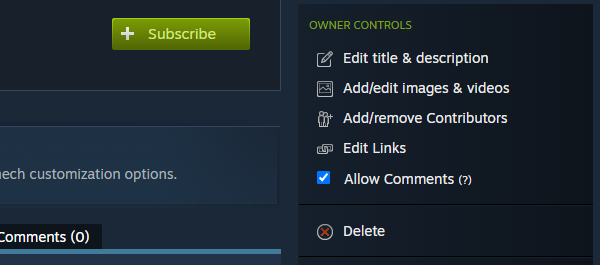 Subscribe
mech customization options.
Comments (0)
OWNER CONTROLS
Edit title & description
Add/edit images & videos
Add/remove Contributors
Edit Links
Allow Comments (?)
Delete